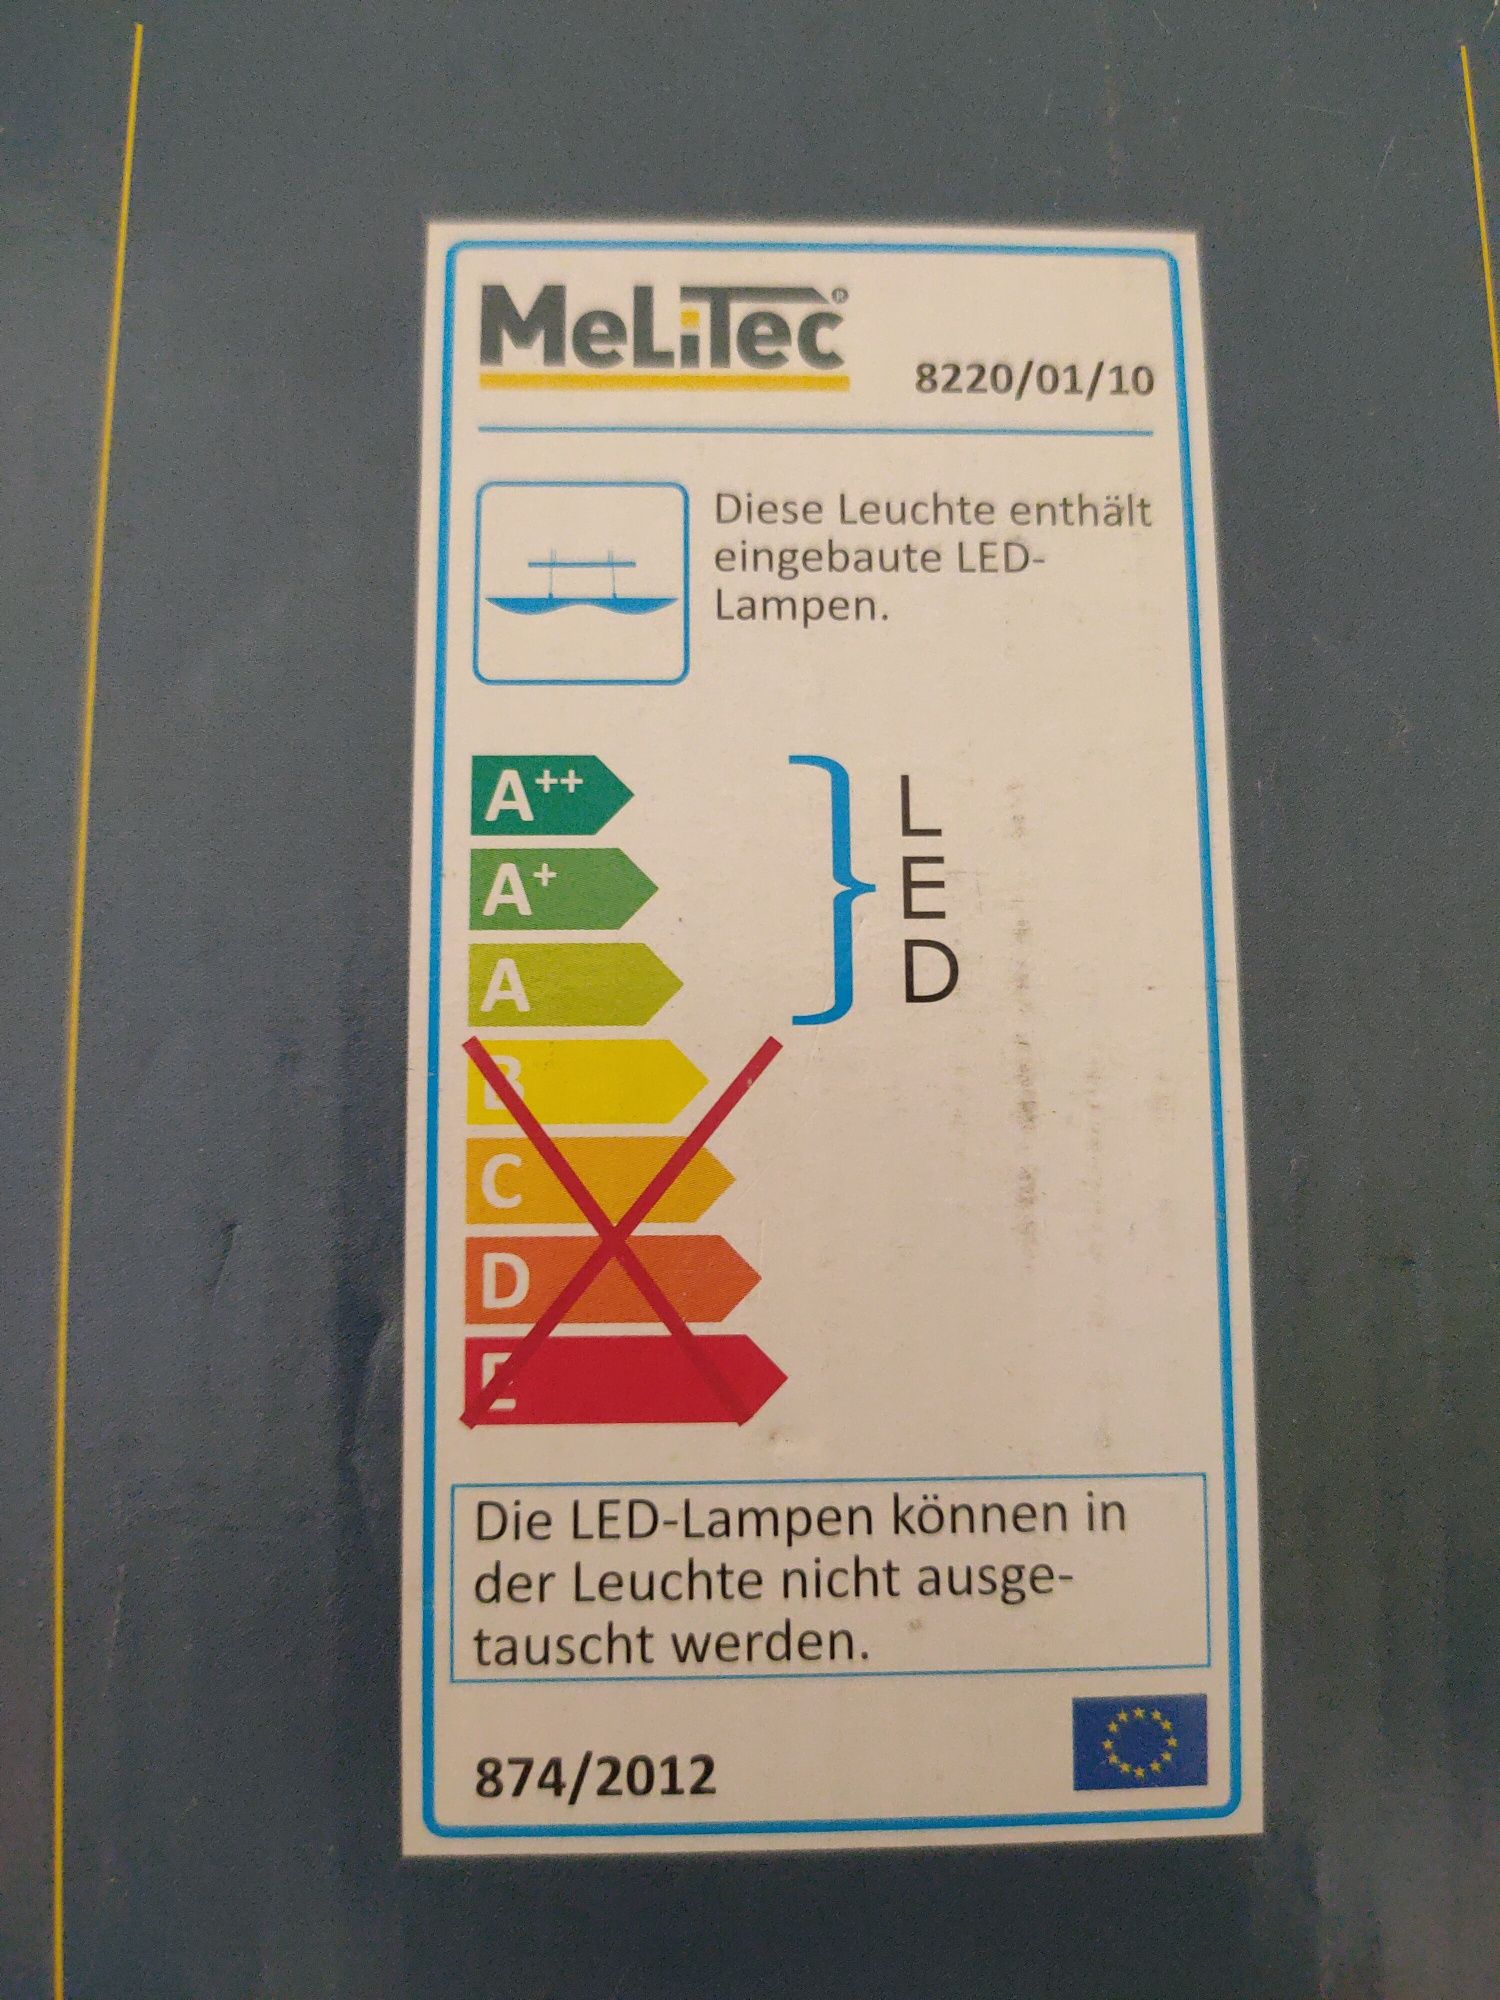 MeLiTec®
8220/01/10
Diese Leuchte enthält
eingebaute LED-
Lampen.
A++
A+
A
L
E
D
B
C
D
E
Die LED-Lampen können in
der Leuchte nicht ausge-
tauscht werden.
874/2012